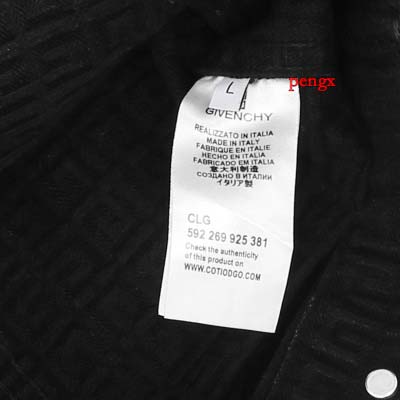 L
pengx
GIVENCHY
REALIZZATO IN ITALIA
MADE IN ITALY
FABRIQUE EN ITALIE
HECHO EN ITALIA
FABRICADO EM ITALIA
意大利制造
СОЗДАНО В ИТАЛИИ
イタリア製
CLG
592 269 925 381
Check the authenticity
of this product on
WWW.COTIODGO.COM